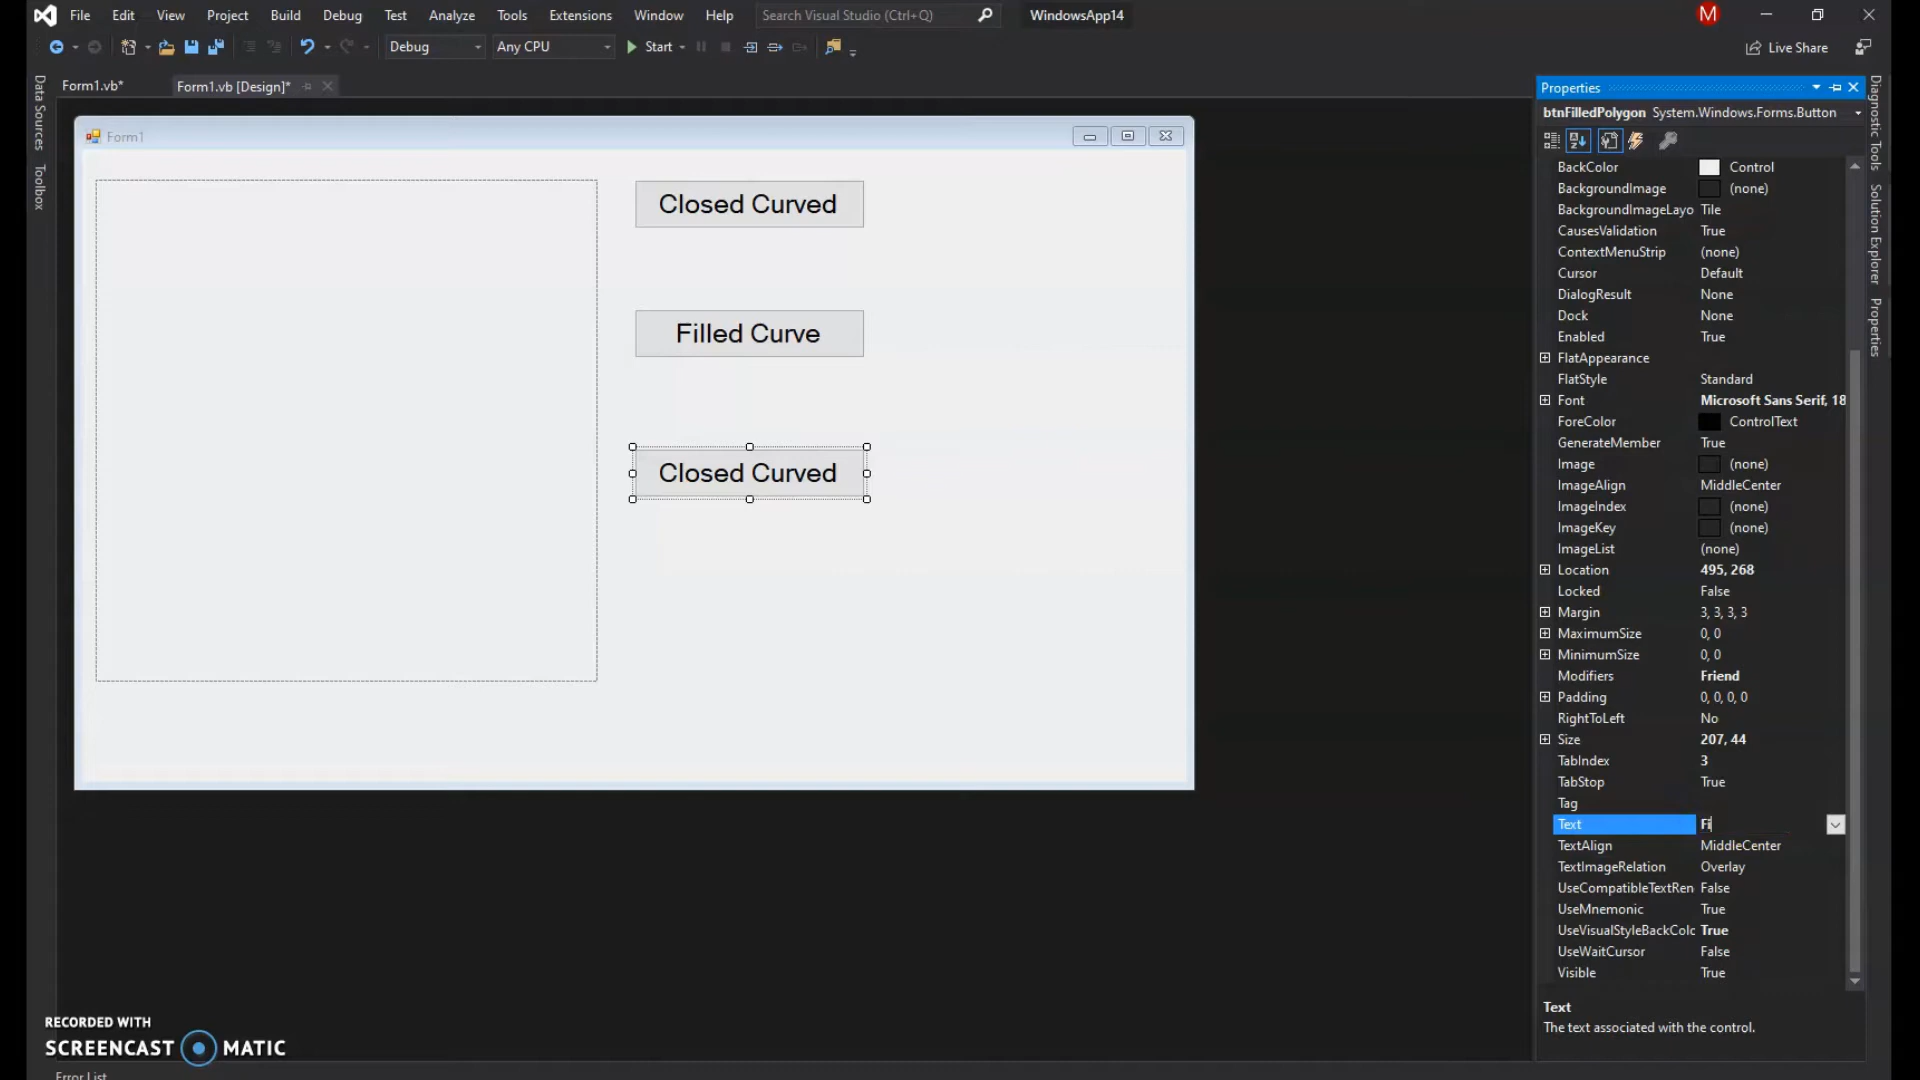 File Edit View Project Build Debug Test Analyze Tools Extensions Window Help Search Visual Studio (Ctrl+Q) WindowsApp14 M
Debug Any CPU Start Live Share
Form1.vb* Form1.vb [Design]*
Data Sources
Toolbox
Form1
Closed Curved
Filled Curve
Closed Curved
Properties
btnFilledPolygon System.Windows.Forms.Button
BackColor Control
BackgroundImage (none)
BackgroundImageLayo Tile
CausesValidation True
ContextMenuStrip (none)
Cursor Default
DialogResult None
Dock None
Enabled True
FlatAppearance
FlatStyle Standard
Font Microsoft Sans Serif, 18
ForeColor ControlText
GenerateMember True
Image (none)
ImageAlign MiddleCenter
ImageIndex (none)
ImageKey (none)
ImageList (none)
Location 495, 268
Locked False
Margin 3, 3, 3, 3
MaximumSize 0, 0
MinimumSize 0, 0
Modifiers Friend
Padding 0, 0, 0, 0
RightToLeft No
Size 207, 44
TabIndex 3
TabStop True
Tag
Text Fi
TextAlign MiddleCenter
TextImageRelation Overlay
UseCompatibleTextRen False
UseMnemonic True
UseVisualStyleBackColo True
UseWaitCursor False
Visible True
Text
The text associated with the control.
Diagnostic Tools
Solution Explorer
Properties
RECORDED WITH
SCREENCAST MATIC
Error List